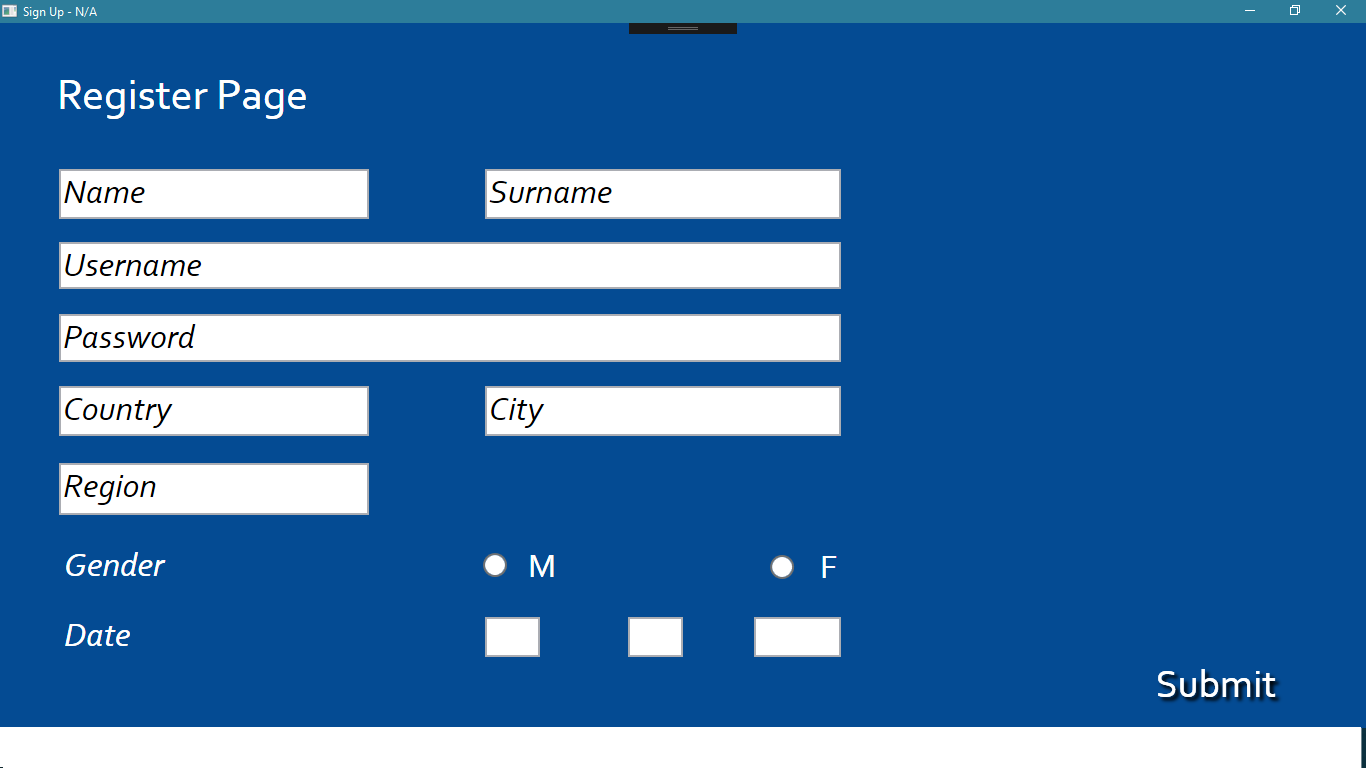 Sign Up - N/A
Register Page
Name Surname
Username
Password
Country City
Region
Gender M F
Date
Submit